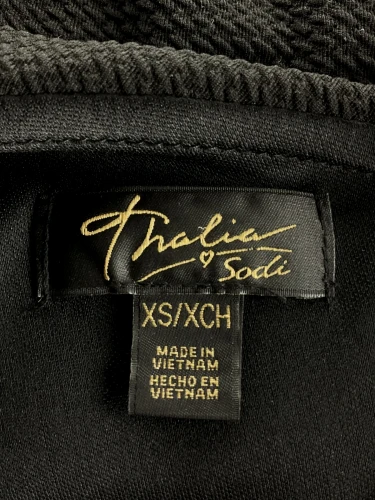 Thalia
Sodi
XS/XCH
MADE IN
VIETNAM
HECHO EN
VIETNAM